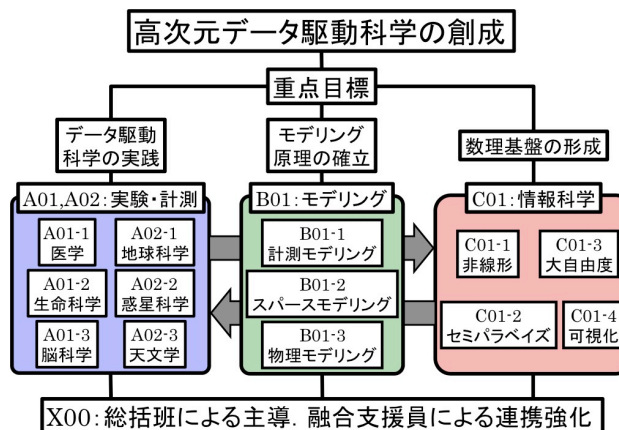 高次元データ駆動科学の創成
重点目標
データ駆動
科学の実践
モデリング
原理の確立
数理基盤の形成
A01,A02:実験・計測
B01:モデリング
C01:情報科学
A01-1
医学
A02-1
地球科学
A01-2
生命科学
A02-2
惑星科学
A01-3
脳科学
A02-3
天文学
B01-1
計測モデリング
B01-2
スパースモデリング
B01-3
物理モデリング
C01-1
非線形
C01-3
大自由度
C01-2
セミパラベイズ
C01-4
可視化
X00:総括班による主導. 融合支援員による連携強化